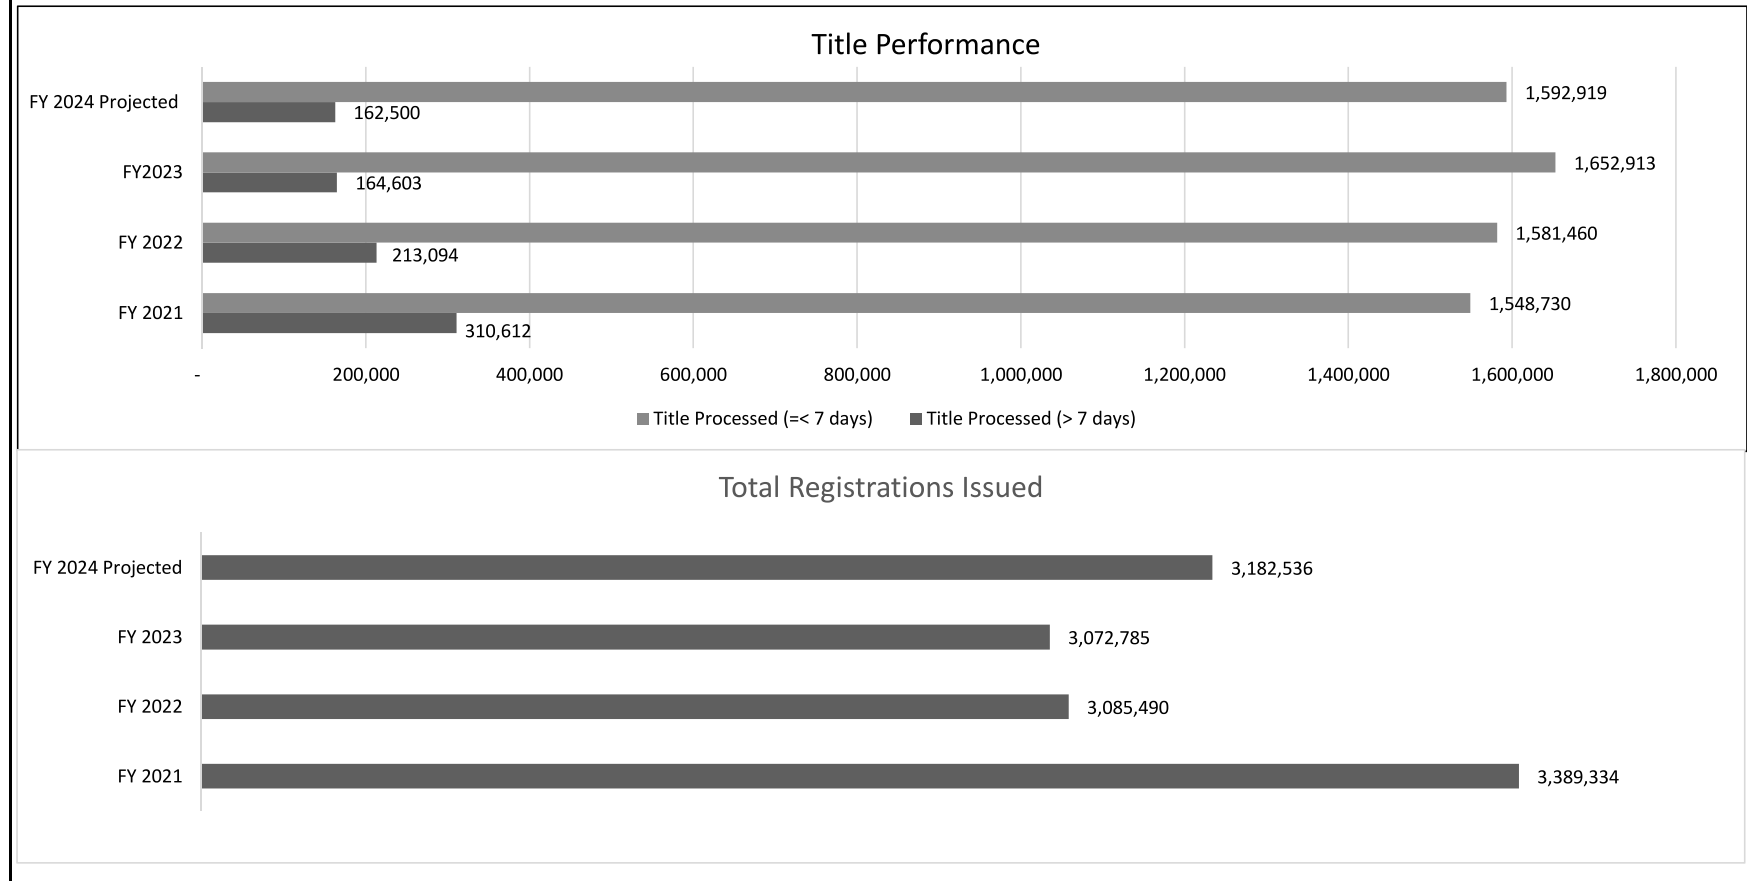 Title Performance
FY 2024 Projected
1,592,919
162,500
FY2023
1,652,913
164,603
FY 2022
1,581,460
213,094
FY 2021
1,548,730
310,612
- 200,000 400,000 600,000 800,000 1,000,000 1,200,000 1,400,000 1,600,000 1,800,000
Title Processed (=< 7 days) Title Processed (> 7 days)
Total Registrations Issued
FY 2024 Projected 3,182,536
FY 2023 3,072,785
FY 2022 3,085,490
FY 2021 3,389,334